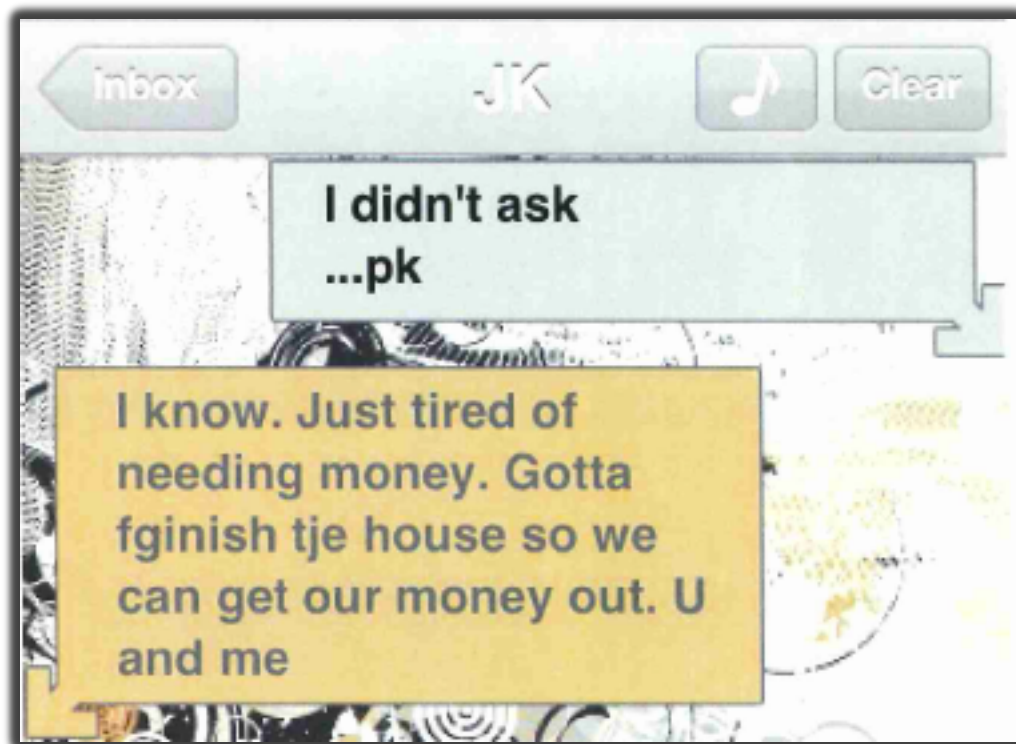 Inbox JK Clear
I didn't ask
...pk
I know. Just tired of
needing money. Gotta
fginish tje house so we
can get our money out. U
and me